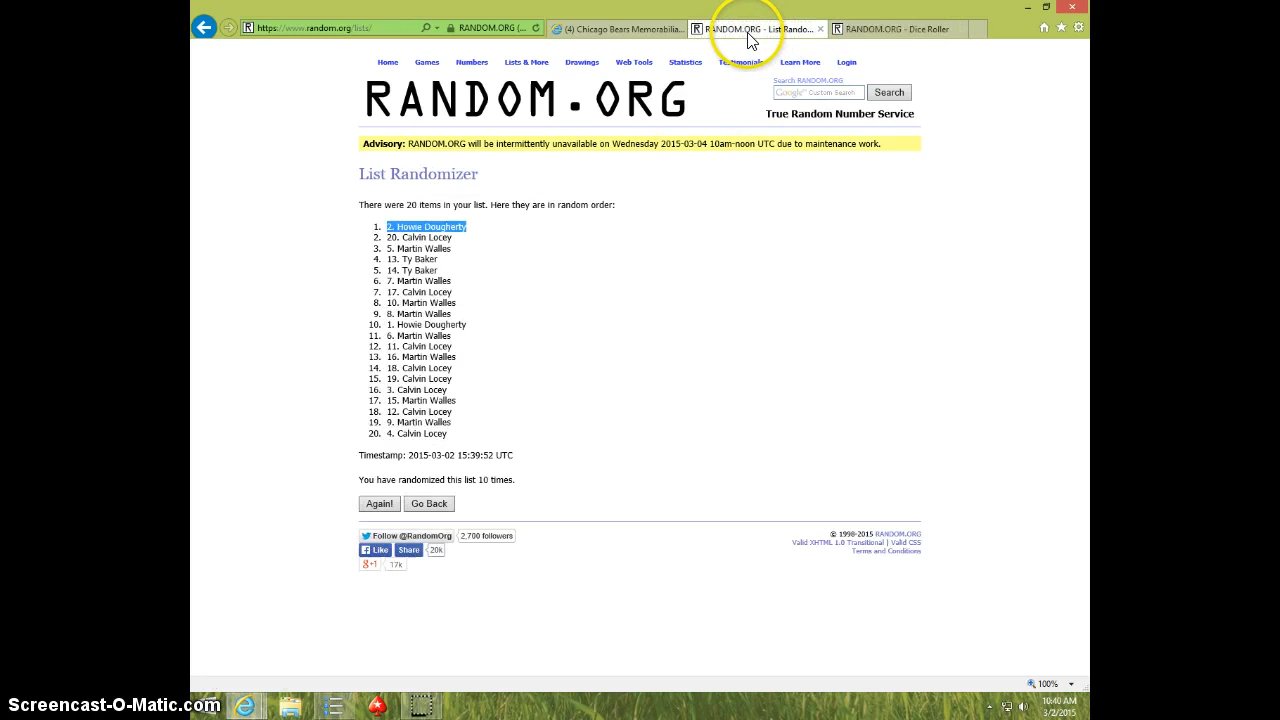 https://www.random.org/lists/
RANDOM.ORG (...
(4) Chicago Bears Memorabilia...
RANDOM.ORG - List Rando...
RANDOM.ORG - Dice Roller
Home Games Numbers Lists & More Drawings Web Tools Statistics Testimonials Learn More Login
Search RANDOM.ORG
Google™ Custom Search
Search
RANDOM.ORG
True Random Number Service
Advisory: RANDOM.ORG will be intermittently unavailable on Wednesday 2015-03-04 10am-noon UTC due to maintenance work.
List Randomizer
There were 20 items in your list. Here they are in random order:
1. 2. Howie Dougherty
2. 20. Calvin Locey
3. 5. Martin Walles
4. 13. Ty Baker
5. 14. Ty Baker
6. 7. Martin Walles
7. 17. Calvin Locey
8. 10. Martin Walles
9. 8. Martin Walles
10. 1. Howie Dougherty
11. 6. Martin Walles
12. 11. Calvin Locey
13. 16. Martin Walles
14. 18. Calvin Locey
15. 19. Calvin Locey
16. 3. Calvin Locey
17. 15. Martin Walles
18. 12. Calvin Locey
19. 9. Martin Walles
20. 4. Calvin Locey
Timestamp: 2015-03-02 15:39:52 UTC
You have randomized this list 10 times.
Again! Go Back
Follow @RandomOrg 2,700 followers
Like Share 20k
g+1 17k
© 1998-2015 RANDOM.ORG
Valid XHTML 1.0 Transitional | Valid CSS
Terms and Conditions
100%
Screencast-O-Matic.com
10:40 AM
3/2/2015